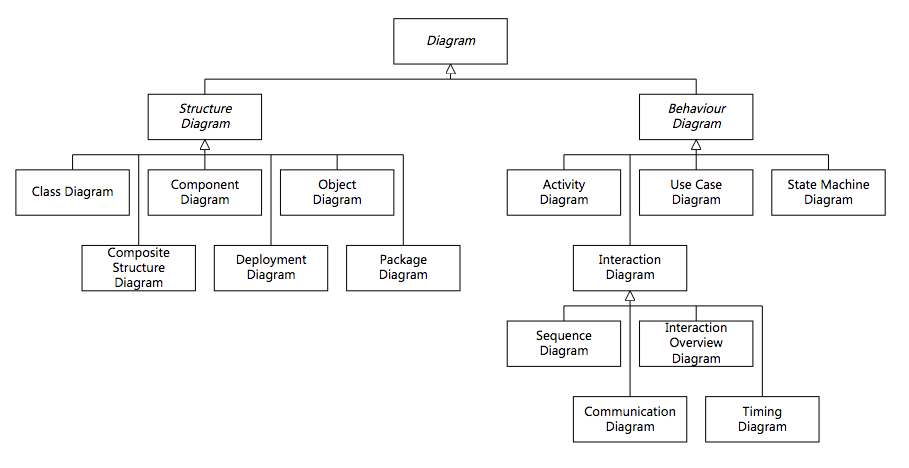 Diagram
Structure
Diagram
Behaviour
Diagram
Class Diagram
Component
Diagram
Object
Diagram
Activity
Diagram
Use Case
Diagram
State Machine
Diagram
Composite
Structure
Diagram
Deployment
Diagram
Package
Diagram
Interaction
Diagram
Sequence
Diagram
Interaction
Overview
Diagram
Communication
Diagram
Timing
Diagram